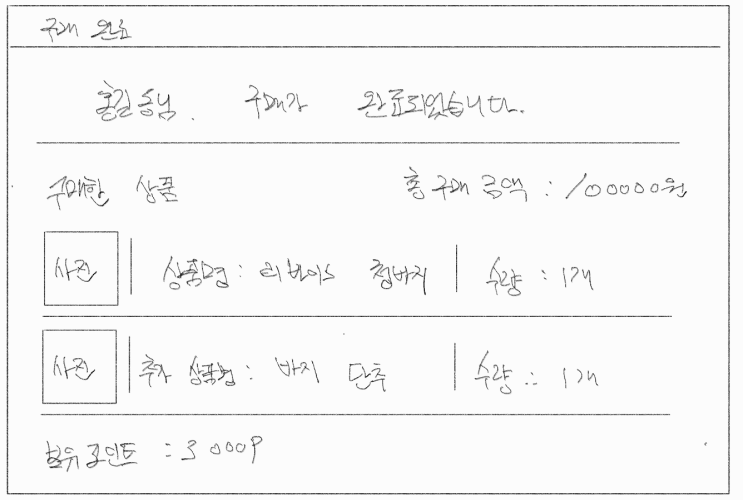 구매 완료
홍길동님. 구매가 완료되었습니다.
구매한 상품 총 구매 금액 : 100000원
사진 상품명 : 리바이스 청바지 수량 : 1개
사진 추가 상품명 : 바지 단추 수량 : 1개
보유 포인트 : 3000P